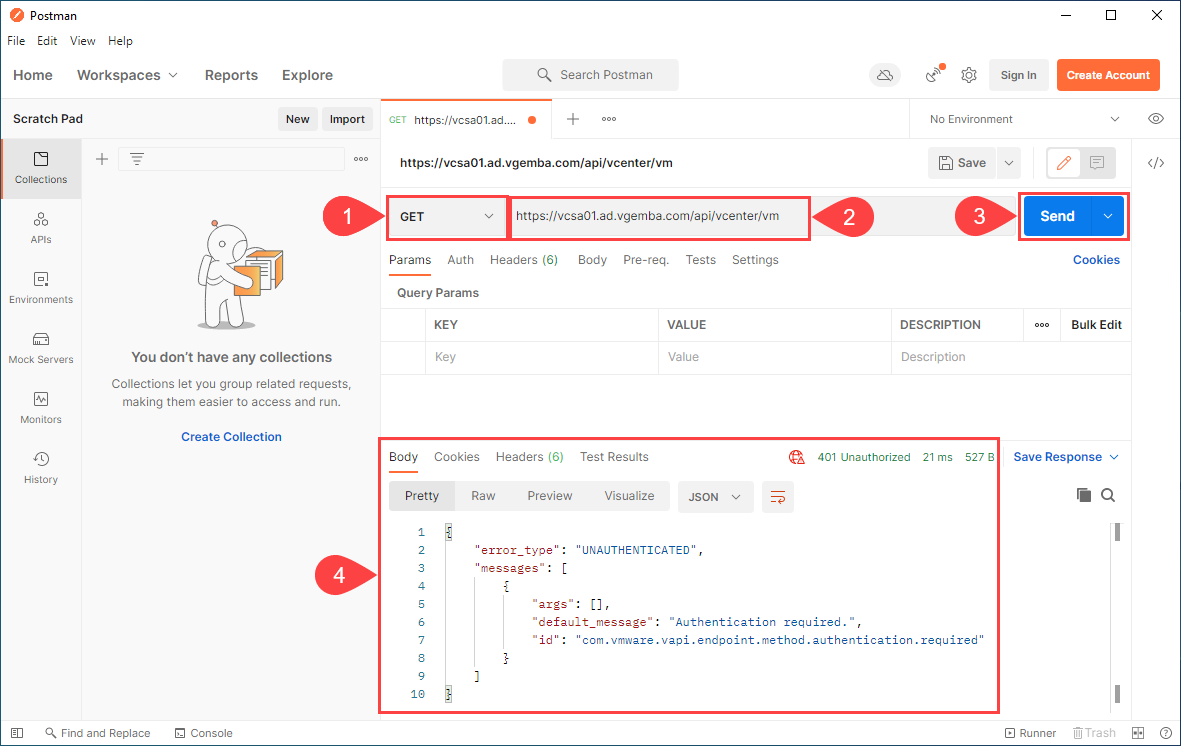 Postman
File Edit View Help
Home Workspaces Reports Explore Search Postman Sign In Create Account
Scratch Pad New Import GET https://vcsa01.ad.... No Environment
https://vcsa01.ad.vgemba.com/api/vcenter/vm Save
Collections
1 GET https://vcsa01.ad.vgemba.com/api/vcenter/vm 2 3 Send
APIs
Params Auth Headers (6) Body Pre-req. Tests Settings Cookies
Environments
Query Params
KEY VALUE DESCRIPTION Bulk Edit
Mock Servers
You don’t have any collections
Key Value Description
Collections let you group related requests,
making them easier to access and run.
Monitors
Create Collection
History
Body Cookies Headers (6) Test Results 401 Unauthorized 21 ms 527 B Save Response
Pretty Raw Preview Visualize JSON
1 {
2 "error_type": "UNAUTHENTICATED",
3 "messages": [
4
4 {
5 "args": [],
6 "default_message": "Authentication required.",
7 "id": "com.vmware.vapi.endpoint.method.authentication.required"
8 }
9 ]
10 }
Find and Replace Console Runner Trash